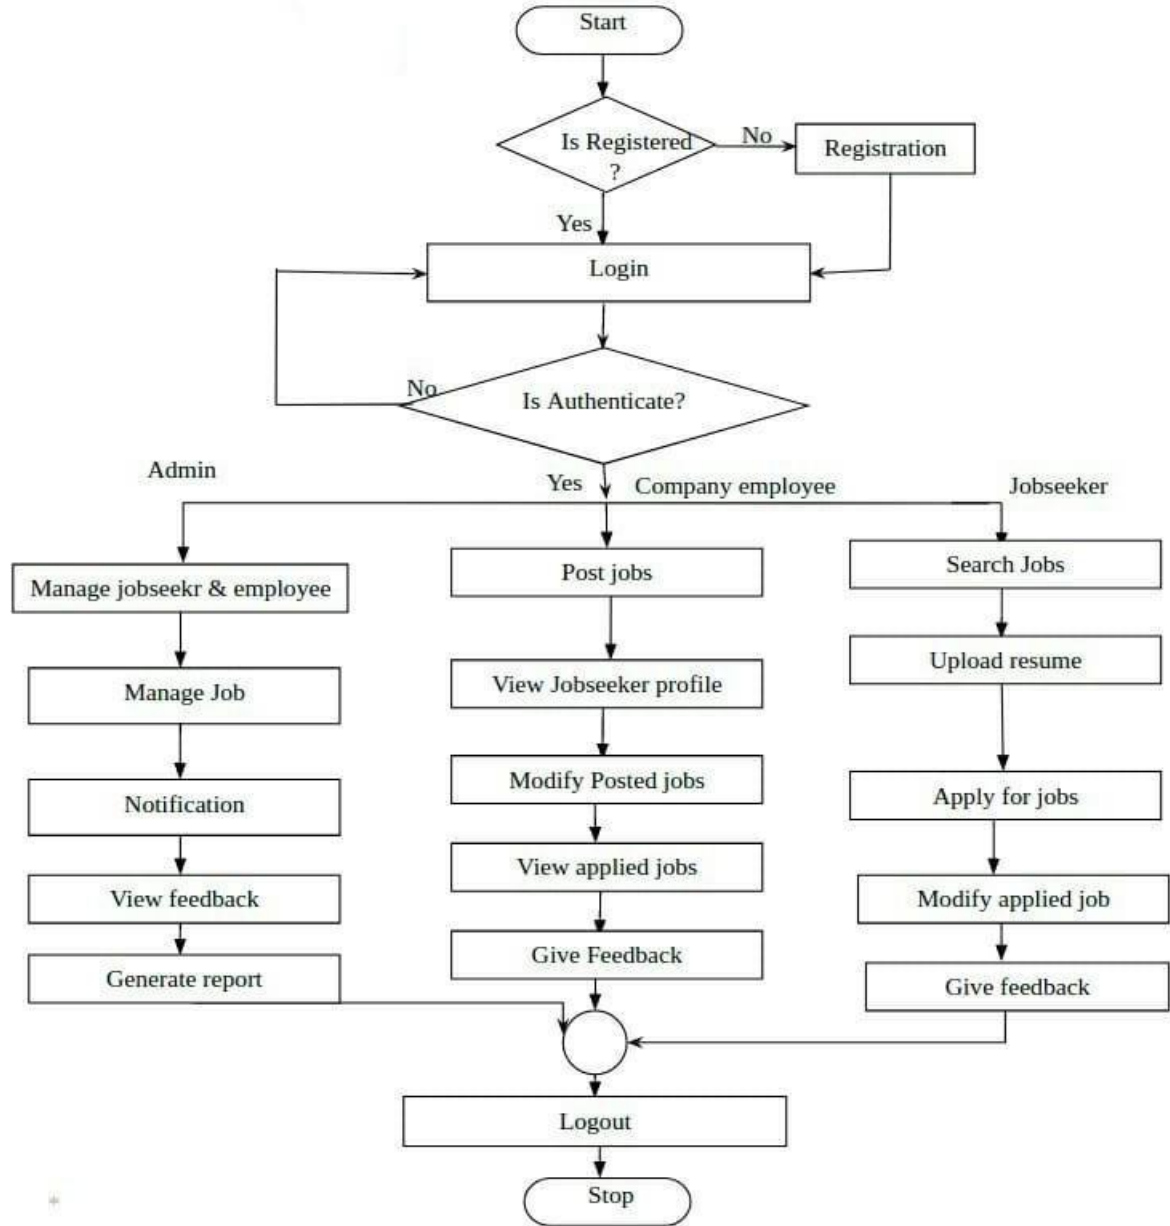 Start
Is Registered
?
No
Registration
Yes
Login
No
Is Authenticate?
Admin
Yes
Company employee
Jobseeker
Manage jobseekr & employee
Manage Job
Notification
View feedback
Generate report
Post jobs
View Jobseeker profile
Modify Posted jobs
View applied jobs
Give Feedback
Search Jobs
Upload resume
Apply for jobs
Modify applied job
Give feedback
Logout
Stop
*